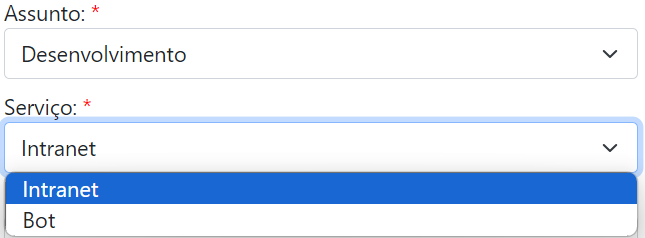 Assunto: *
Desenvolvimento
Serviço: *
Intranet
Intranet
Bot